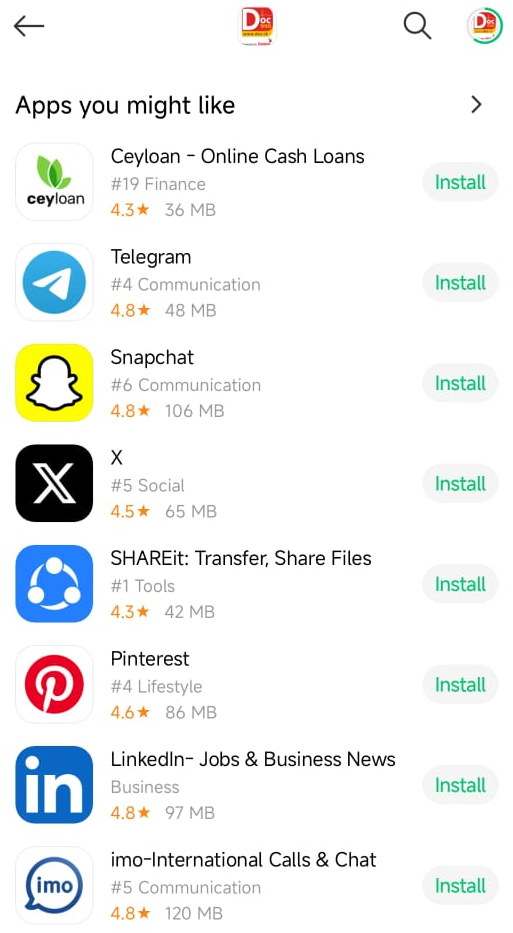 Doc
Apps you might like
Ceyloan - Online Cash Loans
#19 Finance
4.3★ 36 MB
Install
ceyloan
Telegram
#4 Communication
4.8★ 48 MB
Install
Snapchat
#6 Communication
4.8★ 106 MB
Install
X
#5 Social
4.5★ 65 MB
Install
SHAREit: Transfer, Share Files
#1 Tools
4.3★ 42 MB
Install
Pinterest
#4 Lifestyle
4.6★ 86 MB
Install
LinkedIn- Jobs & Business News
Business
4.8★ 97 MB
Install
in
imo-International Calls & Chat
#5 Communication
4.8★ 120 MB
Install
imo